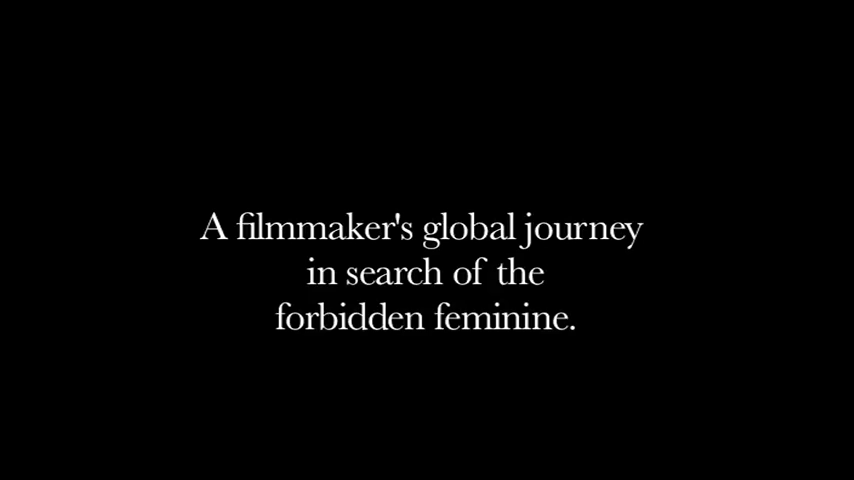 A filmmaker's global journey
in search of the
forbidden feminine.